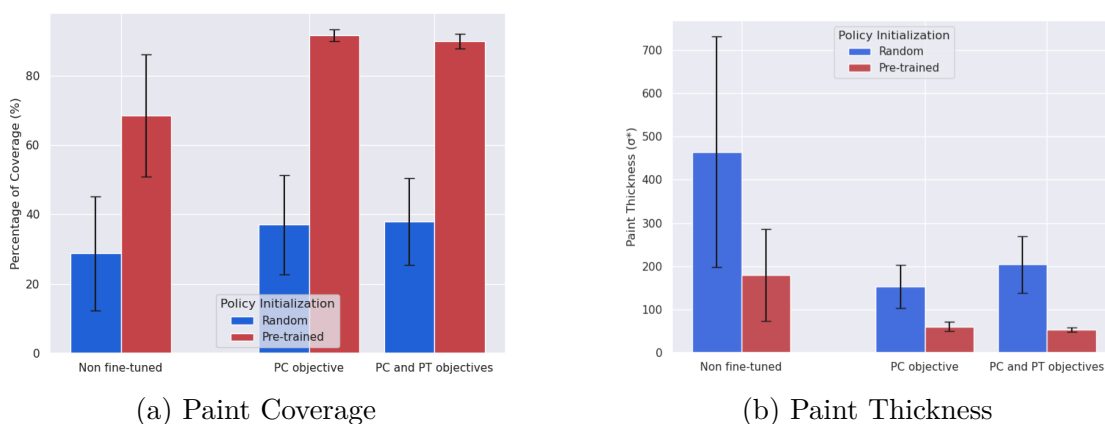 Percentage of Coverage (%)
80
60
40
20
0
Policy Initialization
Random
Pre-trained
Non fine-tuned
PC objective
PC and PT objectives
(a) Paint Coverage
Paint Thickness (σ*)
700
600
500
400
300
200
100
0
Policy Initialization
Random
Pre-trained
Non fine-tuned
PC objective
PC and PT objectives
(b) Paint Thickness